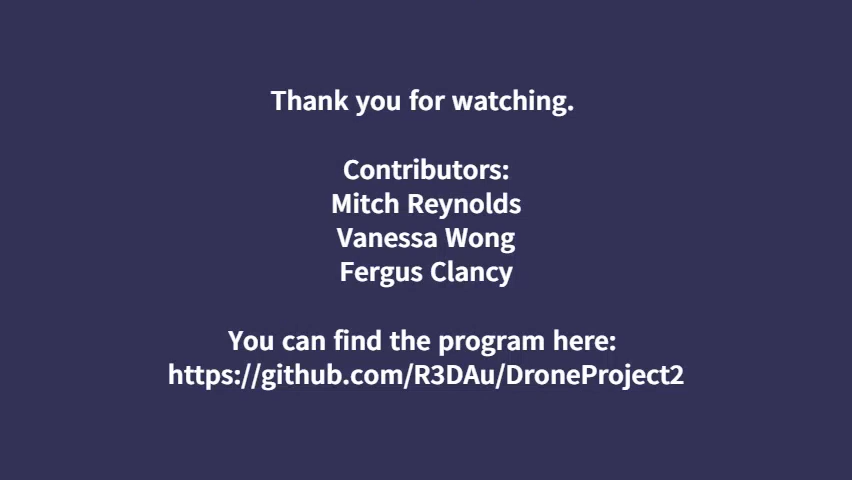 Thank you for watching.
Contributors:
Mitch Reynolds
Vanessa Wong
Fergus Clancy
You can find the program here:
https://github.com/R3DAu/DroneProject2